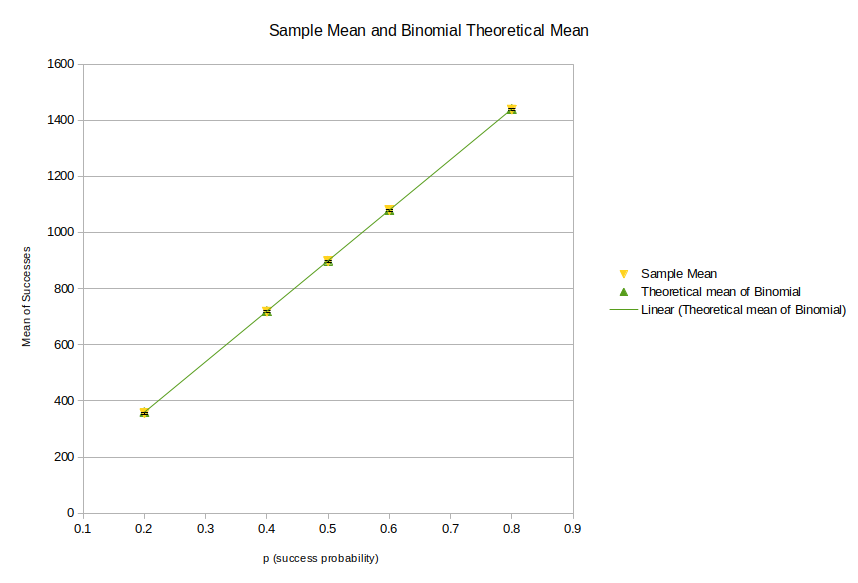 Sample Mean and Binomial Theoretical Mean
1600
1400
1200
1000
800
600
400
200
0
0.1 0.2 0.3 0.4 0.5 0.6 0.7 0.8 0.9
Mean of Successes
p (success probability)
Sample Mean
Theoretical mean of Binomial
Linear (Theoretical mean of Binomial)